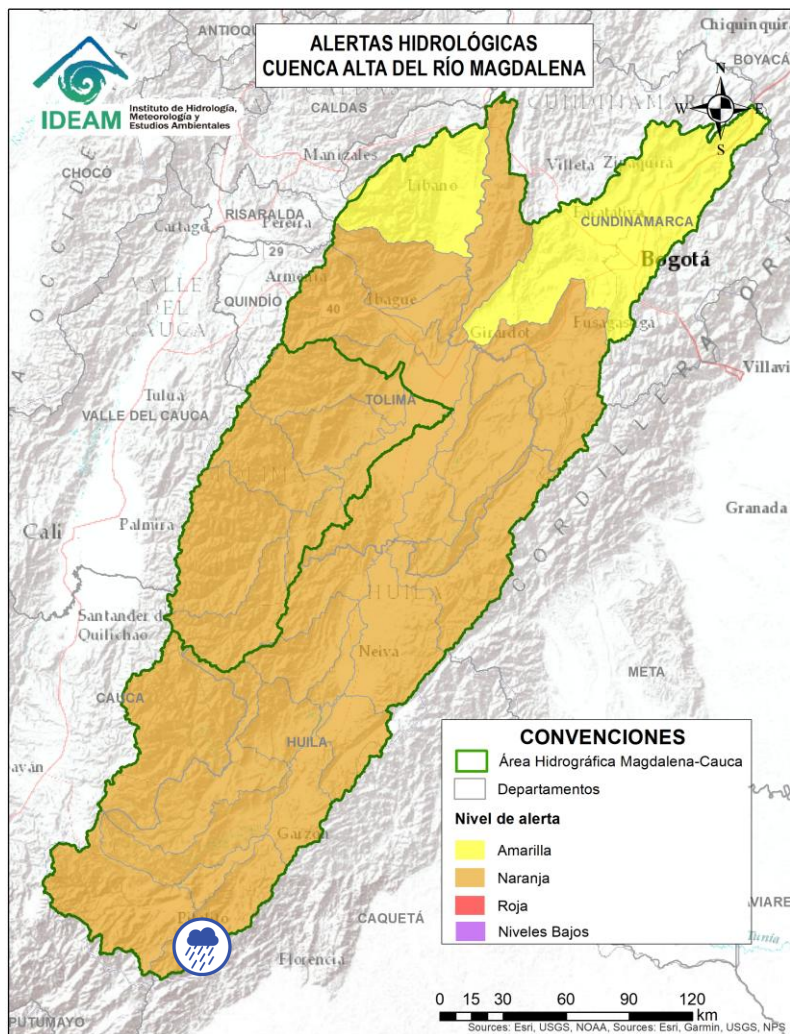 ALERTAS HIDROLÓGICAS
CUENCA ALTA DEL RÍO MAGDALENA
IDEAM
Instituto de Hidrología,
Meteorología y
Estudios Ambientales
N
W
E
S
Chiquinquirá
BOYACÁ
CALDAS
Manizales
CHOCÓ
Líbano
Villeta
CUNDINAMARCA
RISARALDA
Pereira
Cartago
Bogotá
29
Armenia
Ibagué
40
QUINDÍO
Girardot
Fusagasugá
Villavi
VALLE
DEL
CAUCA
Tuluá
VALLE DEL CAUCA
TOLIMA
Cali
Palmira
Granada
CORDILLERA
HUILA
Santander de
Quilichao
Neiva
META
CAUCA
HUILA
Garzón
Pitalito
CAQUETÁ
Florencia
PUTUMAYO
VIARE
CONVENCIONES
Área Hidrográfica Magdalena-Cauca
Departamentos
Nivel de alerta
Amarilla
Naranja
Roja
Niveles Bajos
0 15 30 60 90 120
km
Sources: Esri, USGS, NOAA, Sources: Esri, Garmin, USGS, NPS